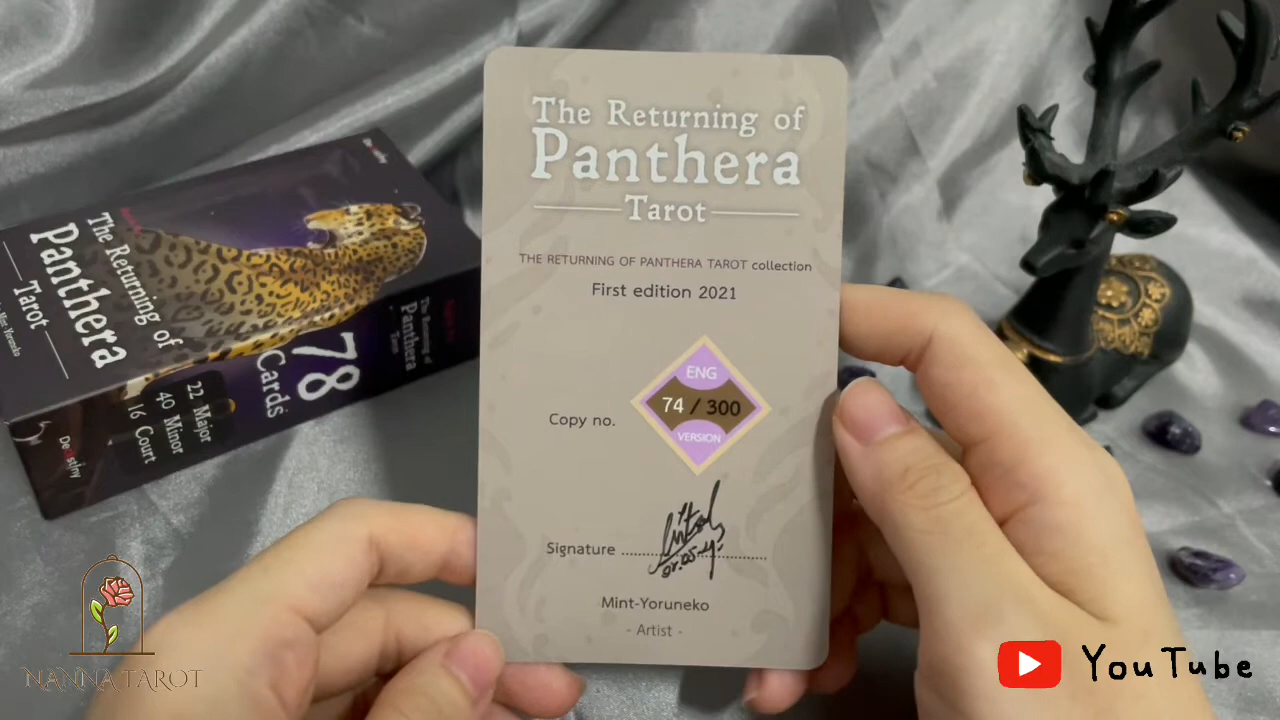 The Returning of
Panthera
Tarot
THE RETURNING OF PANTHERA TAROT collection
First edition 2021
ENG
Copy no.
74 / 300
VERSION
Signature
Mint-Yoruneko
- Artist -
The Returning of
Panthera
Tarot
78
Cards
22 Major
40 Minor
16 Court
The Returning of
Panthera
Tarot
NANNA TAROT
YouTube